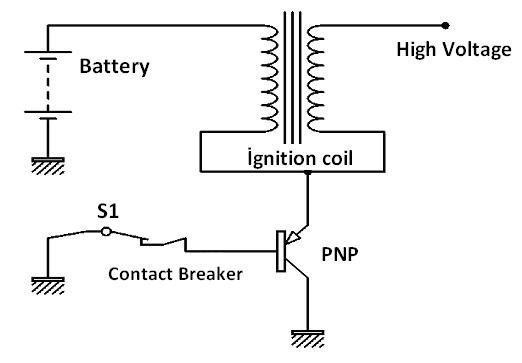 Battery
High Voltage
İgnition coil
S1
PNP
Contact Breaker